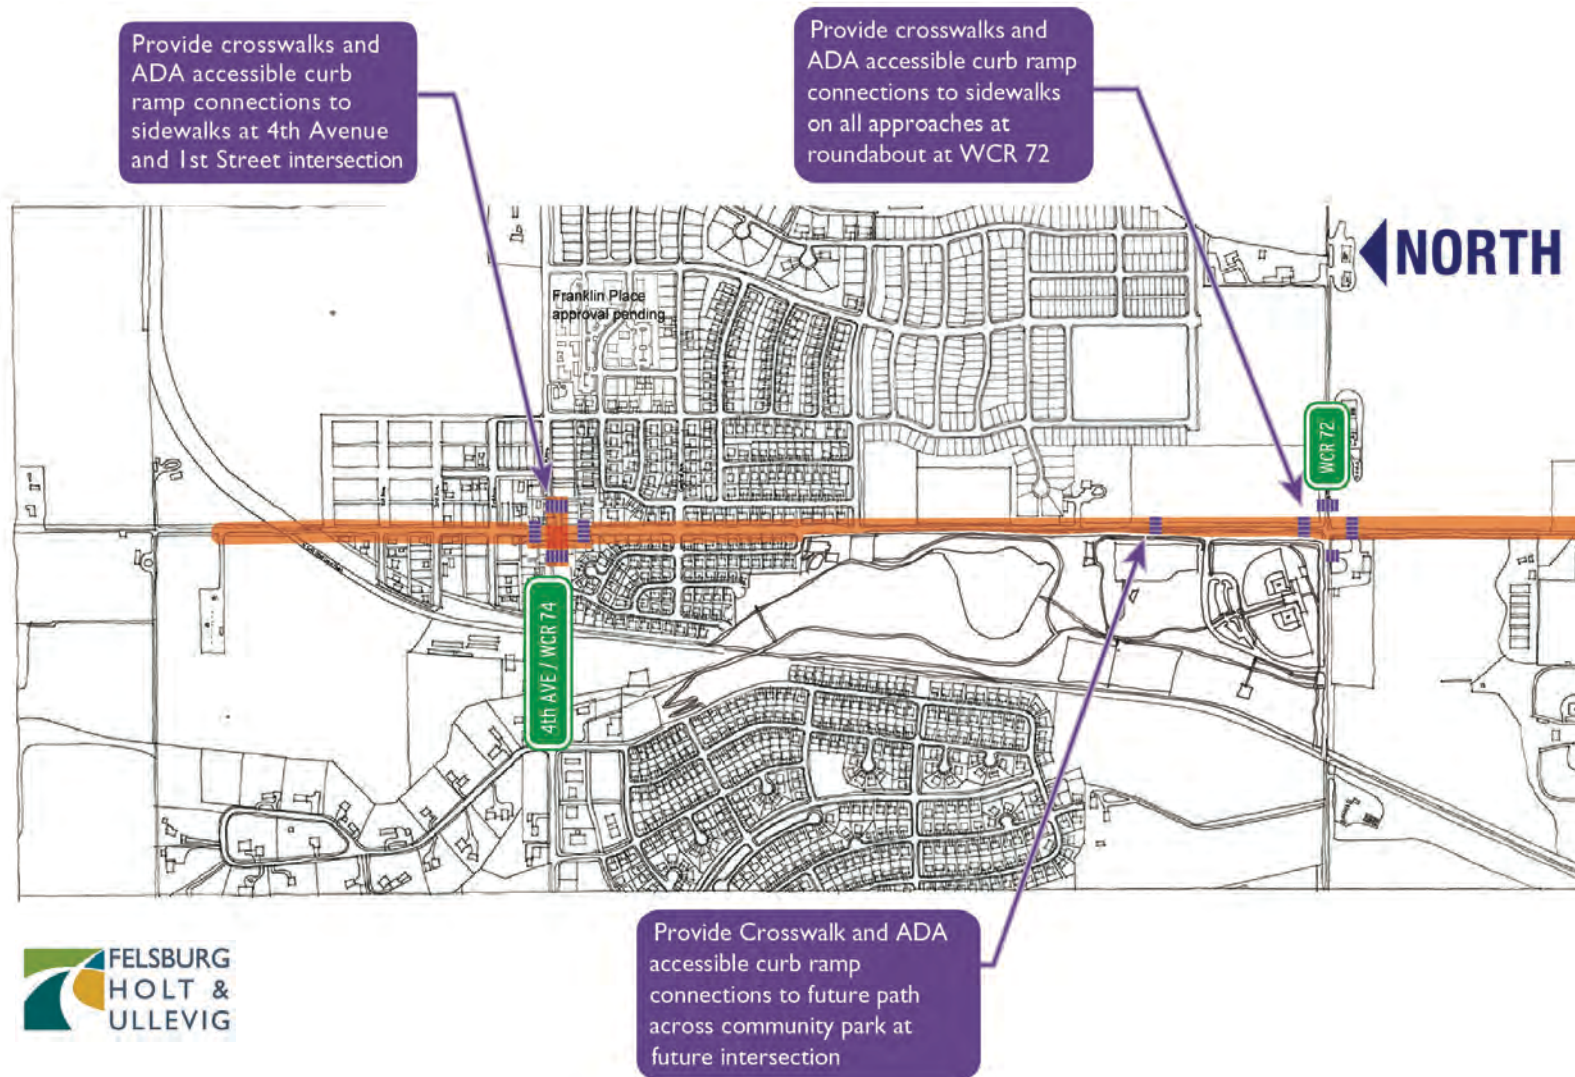 Provide crosswalks and
ADA accessible curb
ramp connections to
sidewalks at 4th Avenue
and 1st Street intersection
Provide crosswalks and
ADA accessible curb ramp
connections to sidewalks
on all approaches at
roundabout at WCR 72
NORTH
Franklin Place
approval pending
WCR 72
4th AVE / WCR 74
Provide Crosswalk and ADA
accessible curb ramp
connections to future path
across community park at
future intersection
FELSBURG
HOLT &
ULLEVIG